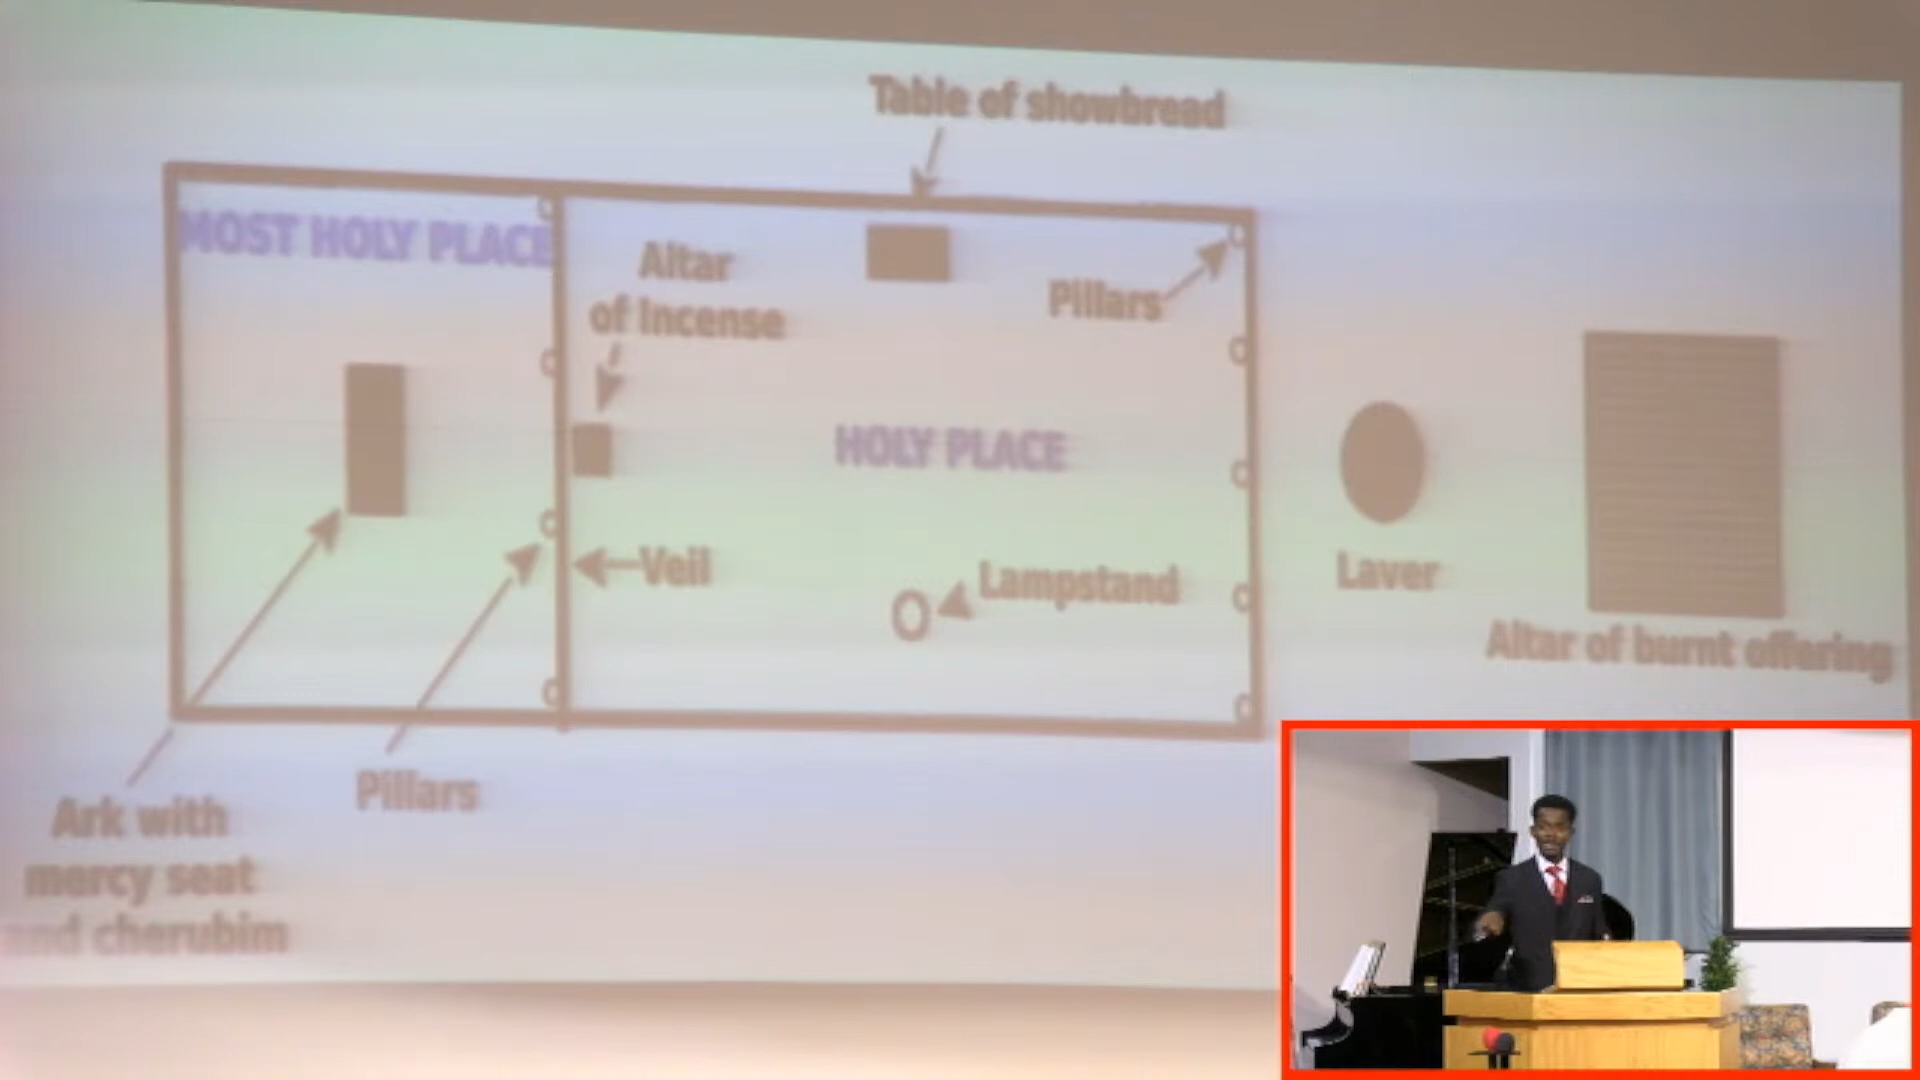 Table of showbread
MOST HOLY PLACE
Altar
of Incense
Pillars
HOLY PLACE
Veil
Lampstand
Laver
Altar of burnt offering
Pillars
Ark with
mercy seat
and cherubim